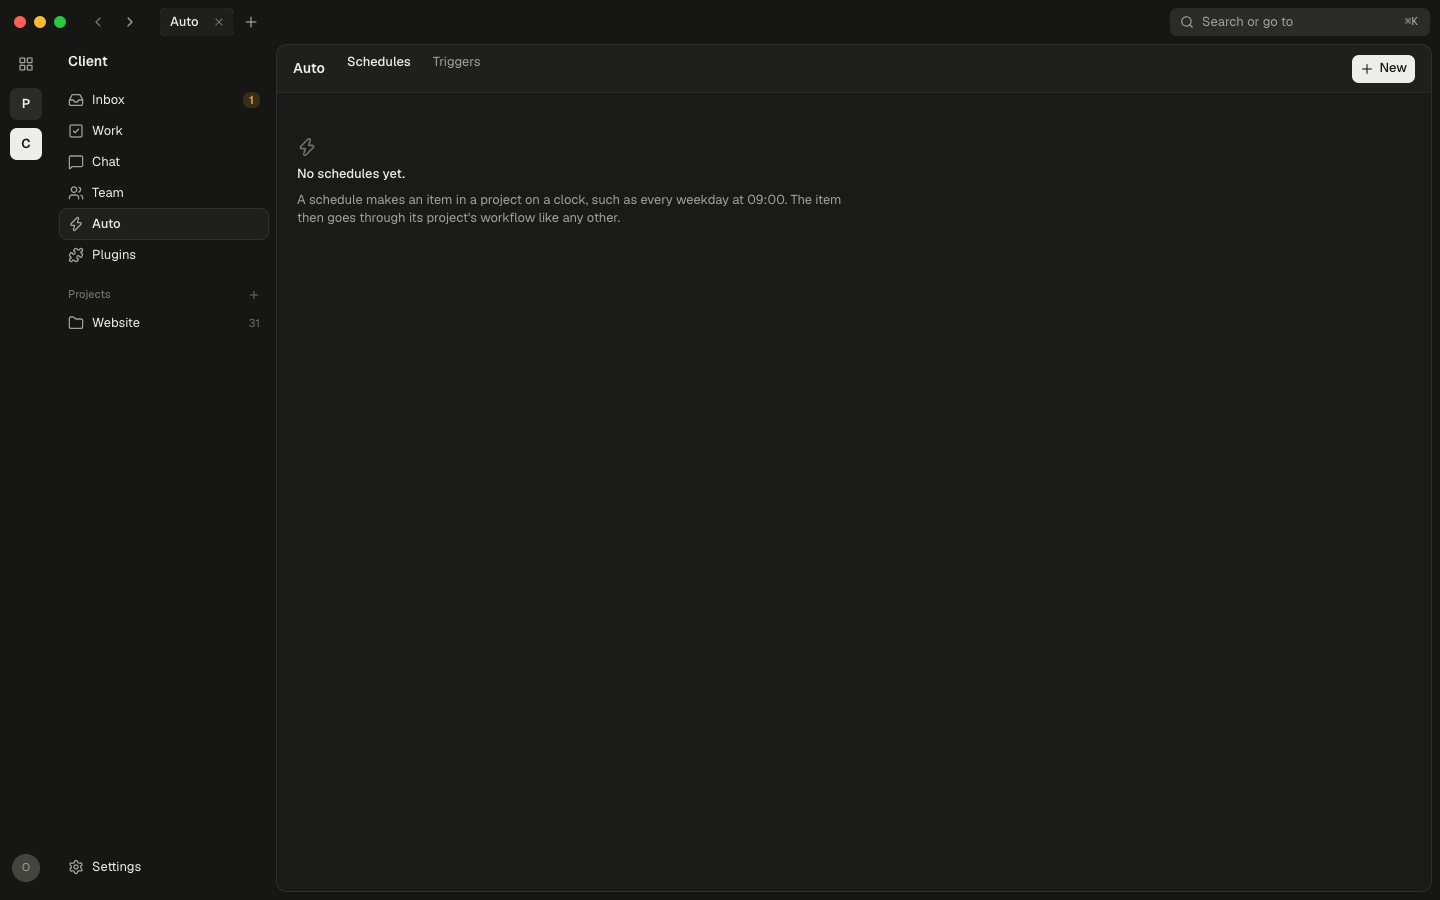 Auto
Search or go to
⌘K
Client
P
C
Inbox
1
Work
Chat
Team
Auto
Plugins
Projects
Website
31
Settings
O
Auto
Schedules
Triggers
New
No schedules yet.
A schedule makes an item in a project on a clock, such as every weekday at 09:00. The item
then goes through its project's workflow like any other.